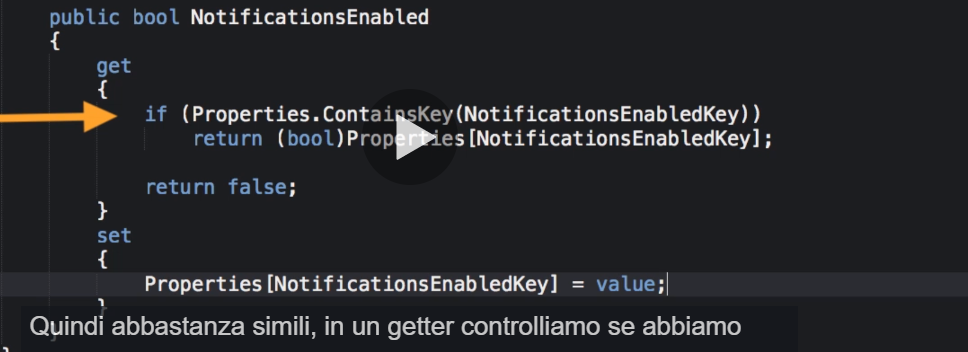 public bool NotificationsEnabled
{
get
{
if (Properties.ContainsKey(NotificationsEnabledKey))
return (bool)Properties[NotificationsEnabledKey];
return false;
}
set
{
Properties[NotificationsEnabledKey] = value;
}
Quindi abbastanza simili, in un getter controlliamo se abbiamo
}